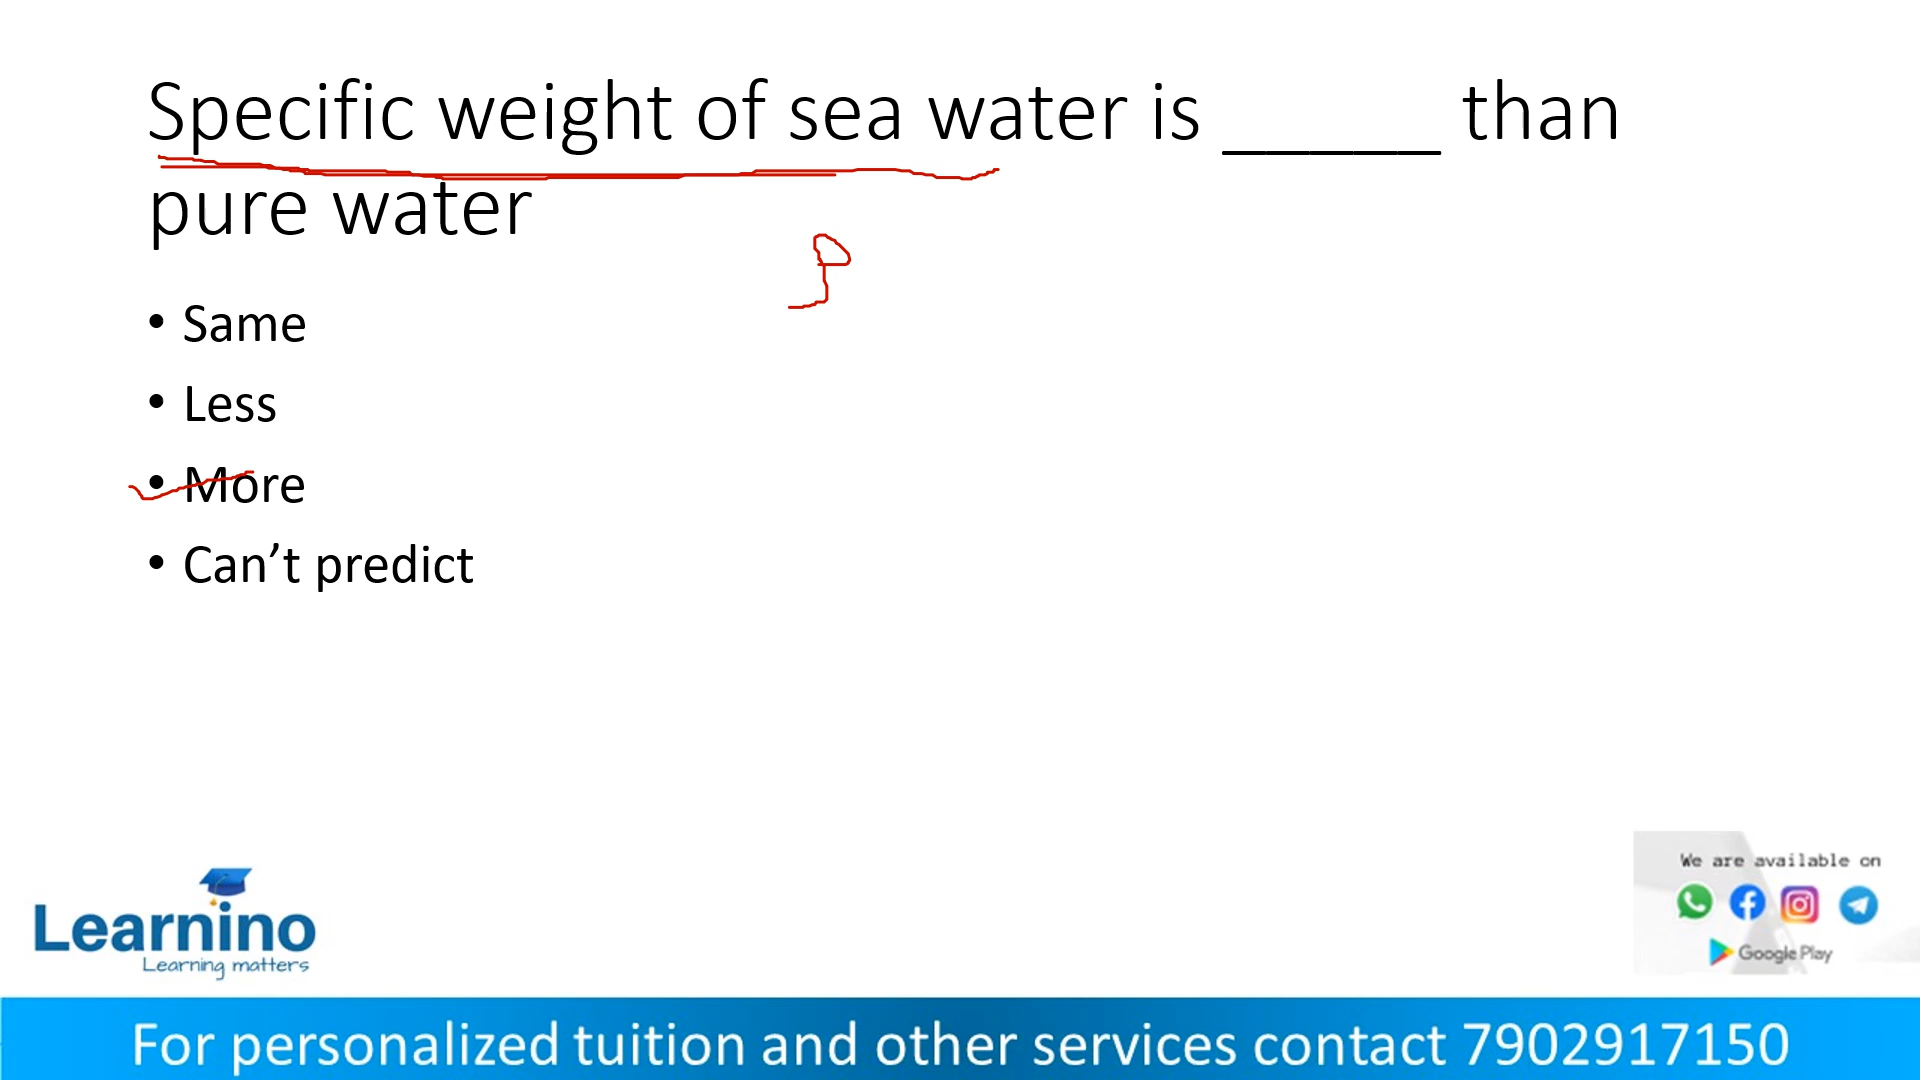 Specific weight of sea water is _____ than
pure water
• Same
• Less
• More
• Can’t predict
Learnino
Learning matters
We are available on
Google Play
For personalized tuition and other services contact 7902917150